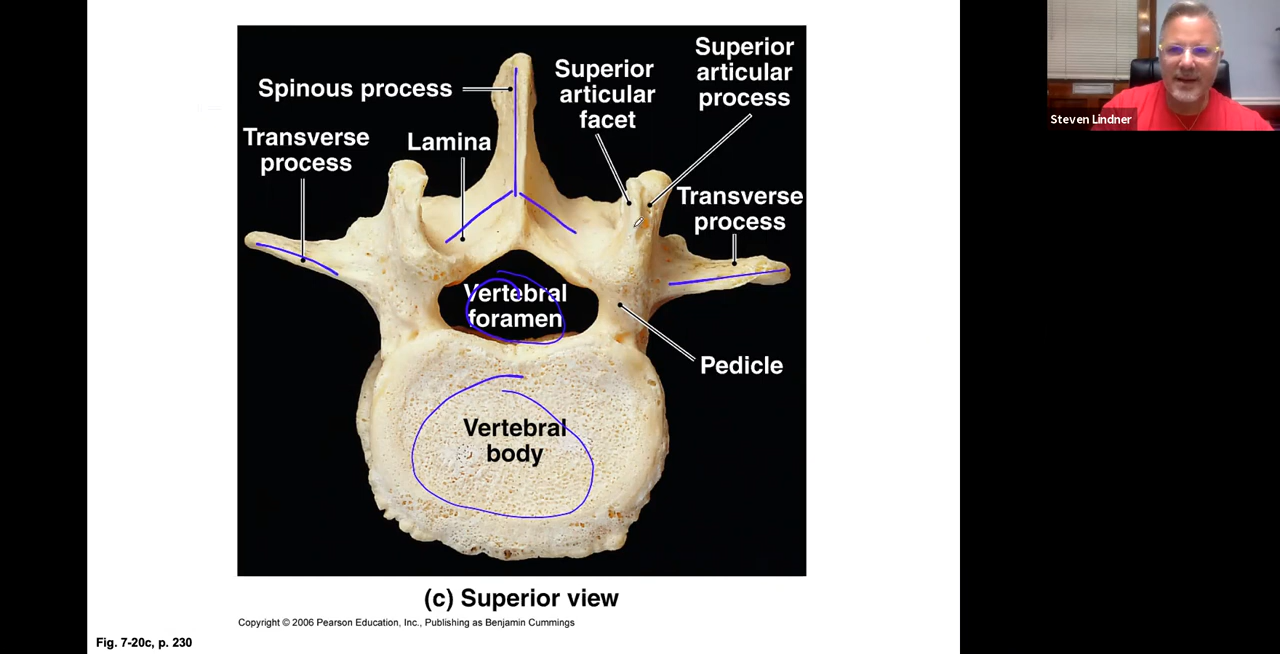 Superior
articular
process
Superior
articular
facet
Spinous process
Transverse
process
Lamina
Transverse
process
Vertebral
foramen
Pedicle
Vertebral
body
(c) Superior view
Copyright © 2006 Pearson Education, Inc., Publishing as Benjamin Cummings
Fig. 7-20c, p. 230
Steven Lindner